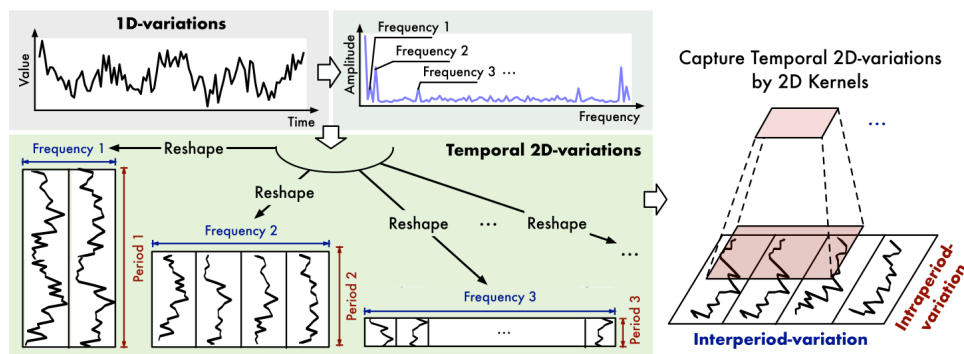 1D-variations
Value
Time
Amplitude
Frequency 1
Frequency 2
Frequency 3 ...
Frequency
Capture Temporal 2D-variations
by 2D Kernels
...
Temporal 2D-variations
Frequency 1
Reshape
Reshape
Reshape
...
Reshape
...
Period 1
Frequency 2
Period 2
Frequency 3
...
Period 3
Interperiod-variation
Intraperiod-
variation